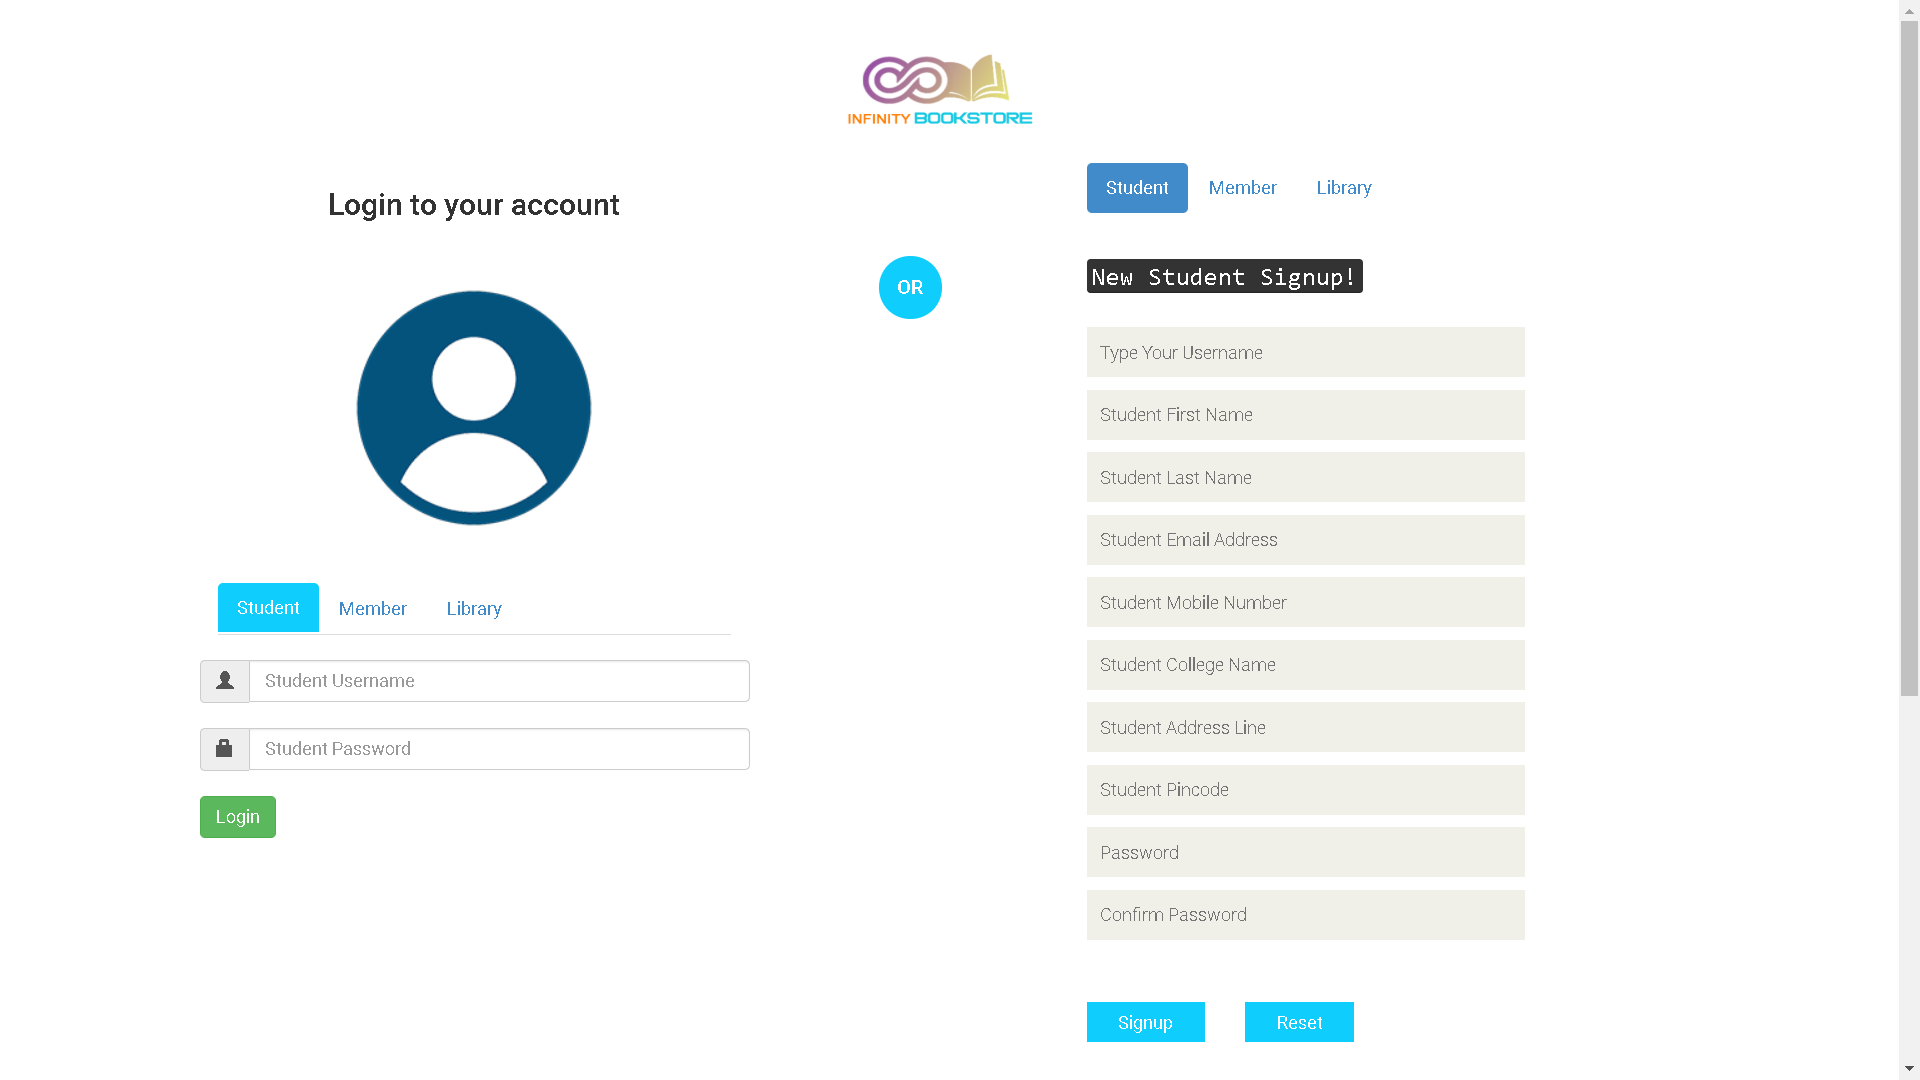 INFINITY BOOKSTORE
Login to your account
Student Member Library
Student Username
Student Password
Login
OR
Student Member Library
New Student Signup!
Type Your Username
Student First Name
Student Last Name
Student Email Address
Student Mobile Number
Student College Name
Student Address Line
Student Pincode
Password
Confirm Password
Signup Reset